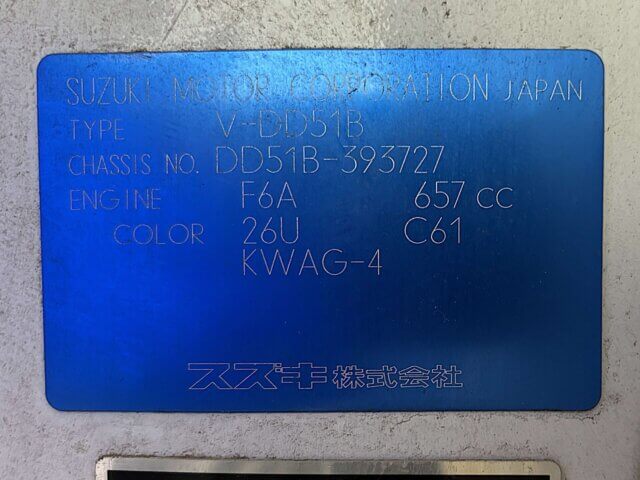 SUZUKI MOTOR CORPORATION JAPAN
TYPE V-DD51B
CHASSIS NO. DD51B-393727
ENGINE F6A 657 CC
COLOR 26U C61
KWAG-4
スズキ株式会社